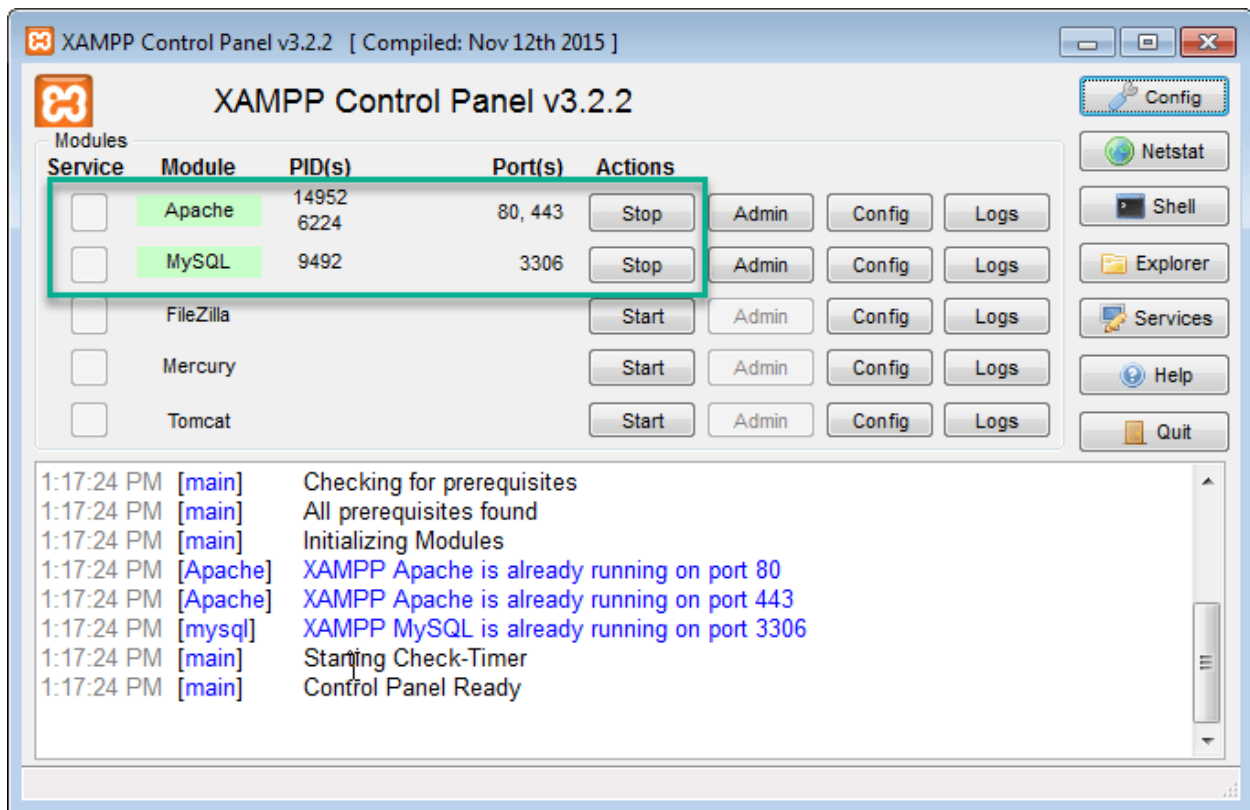 XAMPP Control Panel v3.2.2 [ Compiled: Nov 12th 2015 ]
XAMPP Control Panel v3.2.2
Config
Modules
Service Module PID(s) Port(s) Actions
Netstat
Apache 14952 80, 443 Stop Admin Config Logs
6224
Shell
MySQL 9492 3306 Stop Admin Config Logs
Explorer
FileZilla Start Admin Config Logs
Services
Mercury Start Admin Config Logs
Help
Tomcat Start Admin Config Logs
Quit
1:17:24 PM [main] Checking for prerequisites
1:17:24 PM [main] All prerequisites found
1:17:24 PM [main] Initializing Modules
1:17:24 PM [Apache] XAMPP Apache is already running on port 80
1:17:24 PM [Apache] XAMPP Apache is already running on port 443
1:17:24 PM [mysql] XAMPP MySQL is already running on port 3306
1:17:24 PM [main] Starting Check-Timer
1:17:24 PM [main] Control Panel Ready